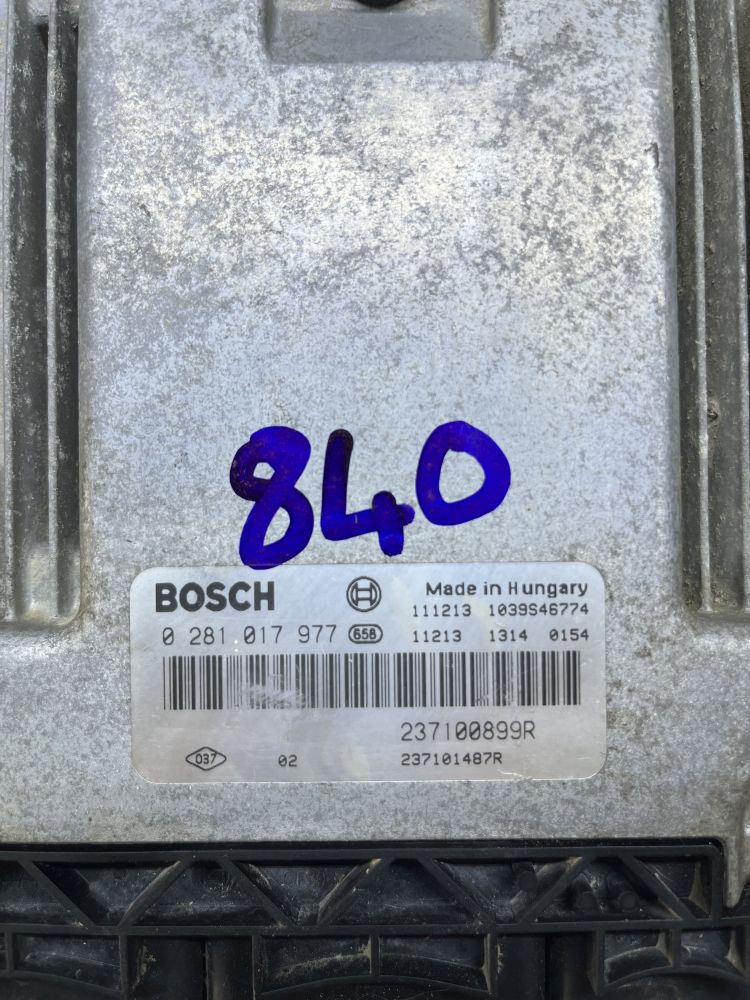 840
BOSCH Made in Hungary
111213 1039S46774
0 281 017 977 658 11213 1314 0154
237100899R
037 02 237101487R